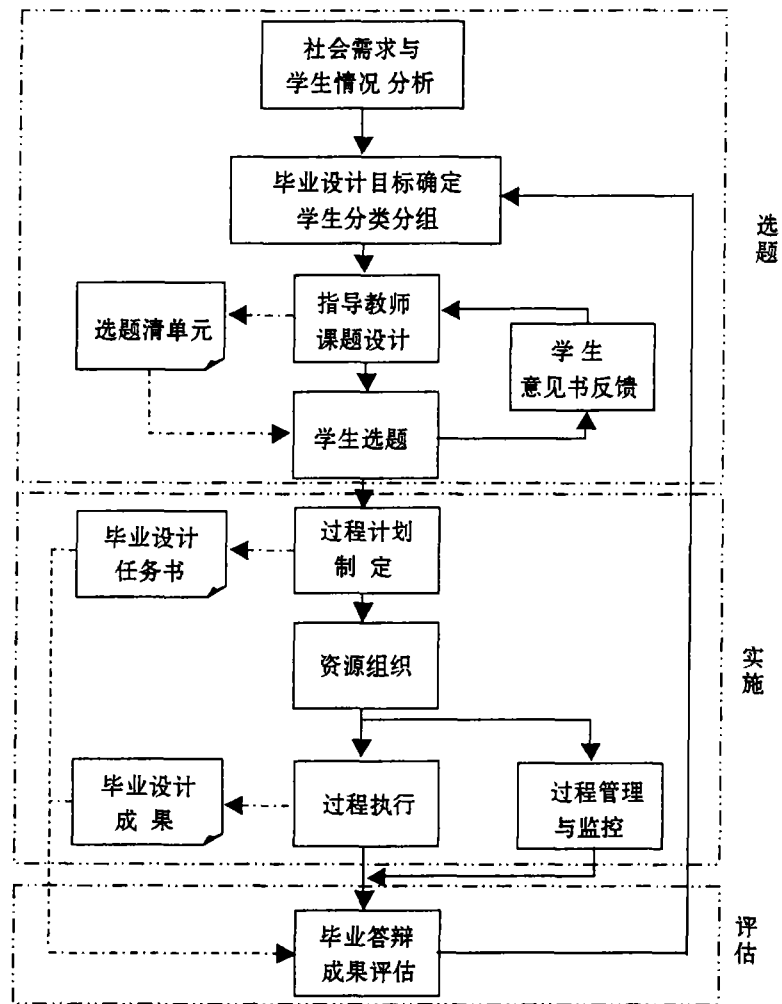 社会需求与
学生情况 分析
毕业设计目标确定
学生分类分组
选题
指导教师
课题设计
选题清单元
学 生
意见书反馈
学生选题
过程计划
制 定
毕业设计
任务书
资源组织
实施
毕业设计
成 果
过程执行
过程管理
与监控
毕业答辩
成果评估
评估